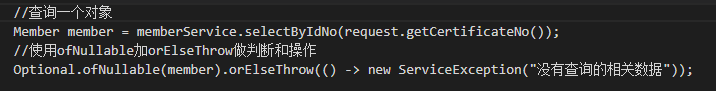 //查询一个对象
Member member = memberService.selectByIdNo(request.getCertificateNo());
//使用ofNullable加orElseThrow做判断和操作
Optional.ofNullable(member).orElseThrow(() -> new ServiceException("没有查询的相关数据"));